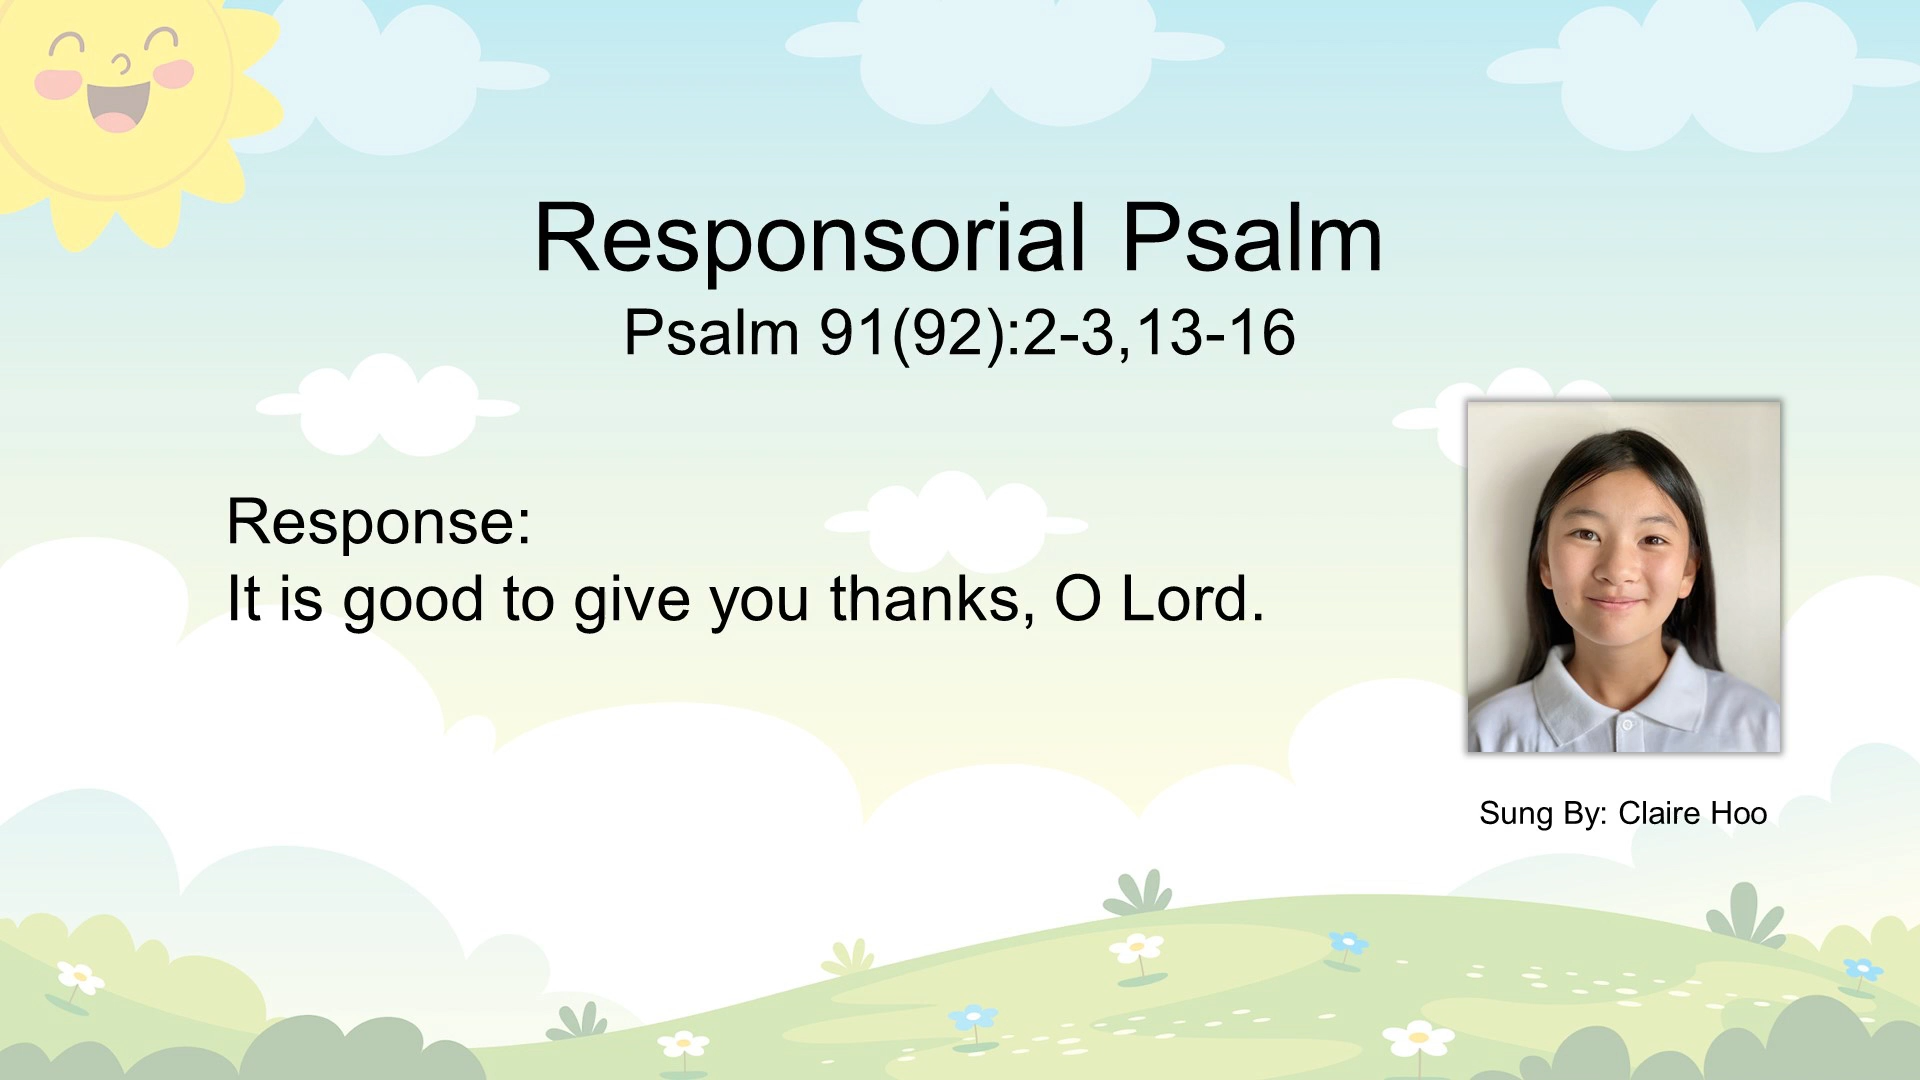 Responsorial Psalm
Psalm 91(92):2-3,13-16
Response:
It is good to give you thanks, O Lord.
Sung By: Claire Hoo